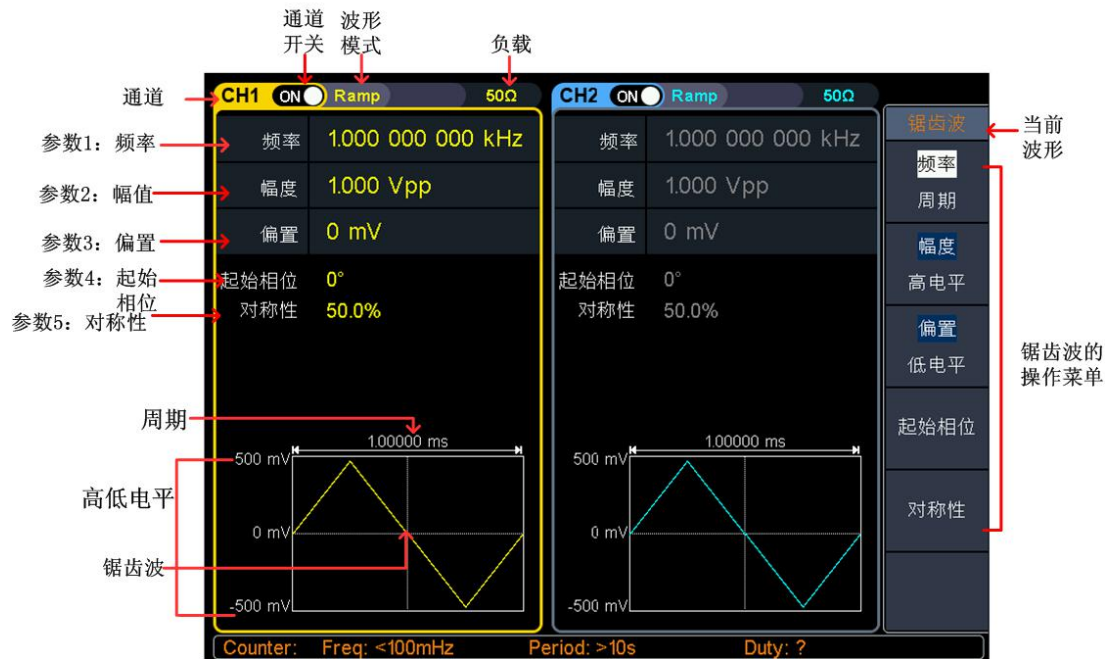 通道
开关
波形
模式
负载
通道
CH1 ON Ramp 50Ω
CH2 ON Ramp 50Ω
参数1：频率
频率 1.000 000 000 kHz
频率 1.000 000 000 kHz
锯齿波
当前
波形
参数2：幅值
幅度 1.000 Vpp
幅度 1.000 Vpp
频率
周期
参数3：偏置
偏置 0 mV
偏置 0 mV
幅度
高电平
参数4：起始
相位
起始相位 0°
起始相位 0°
参数5：对称性
对称性 50.0%
对称性 50.0%
偏置
低电平
锯齿波的
操作菜单
起始相位
对称性
周期
1.00000 ms
1.00000 ms
500 mV
500 mV
高低电平
0 mV
0 mV
锯齿波
-500 mV
-500 mV
Counter: Freq: <100mHz Period: >10s Duty: ?